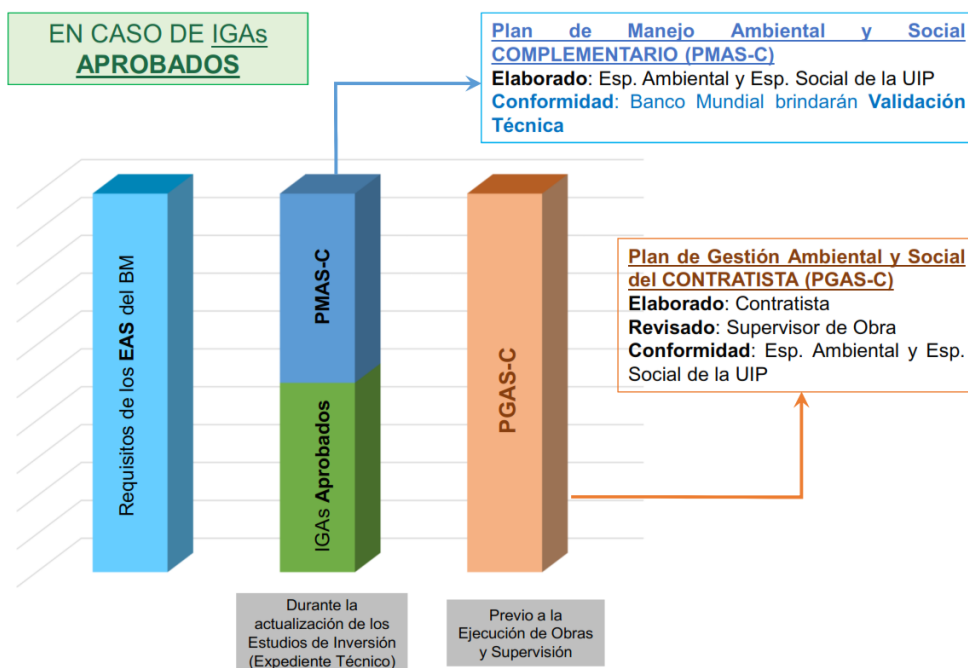 EN CASO DE IGAs
APROBADOS
Plan de Manejo Ambiental y Social
COMPLEMENTARIO (PMAS-C)
Elaborado: Esp. Ambiental y Esp. Social de la UIP
Conformidad: Banco Mundial brindarán Validación
Técnica
Requisitos de los EAS del BM
PMAS-C
IGAs Aprobados
PGAS-C
Plan de Gestión Ambiental y Social
del CONTRATISTA (PGAS-C)
Elaborado: Contratista
Revisado: Supervisor de Obra
Conformidad: Esp. Ambiental y Esp.
Social de la UIP
Durante la
actualización de los
Estudios de Inversión
(Expediente Técnico)
Previo a la
Ejecución de Obras
y Supervisión